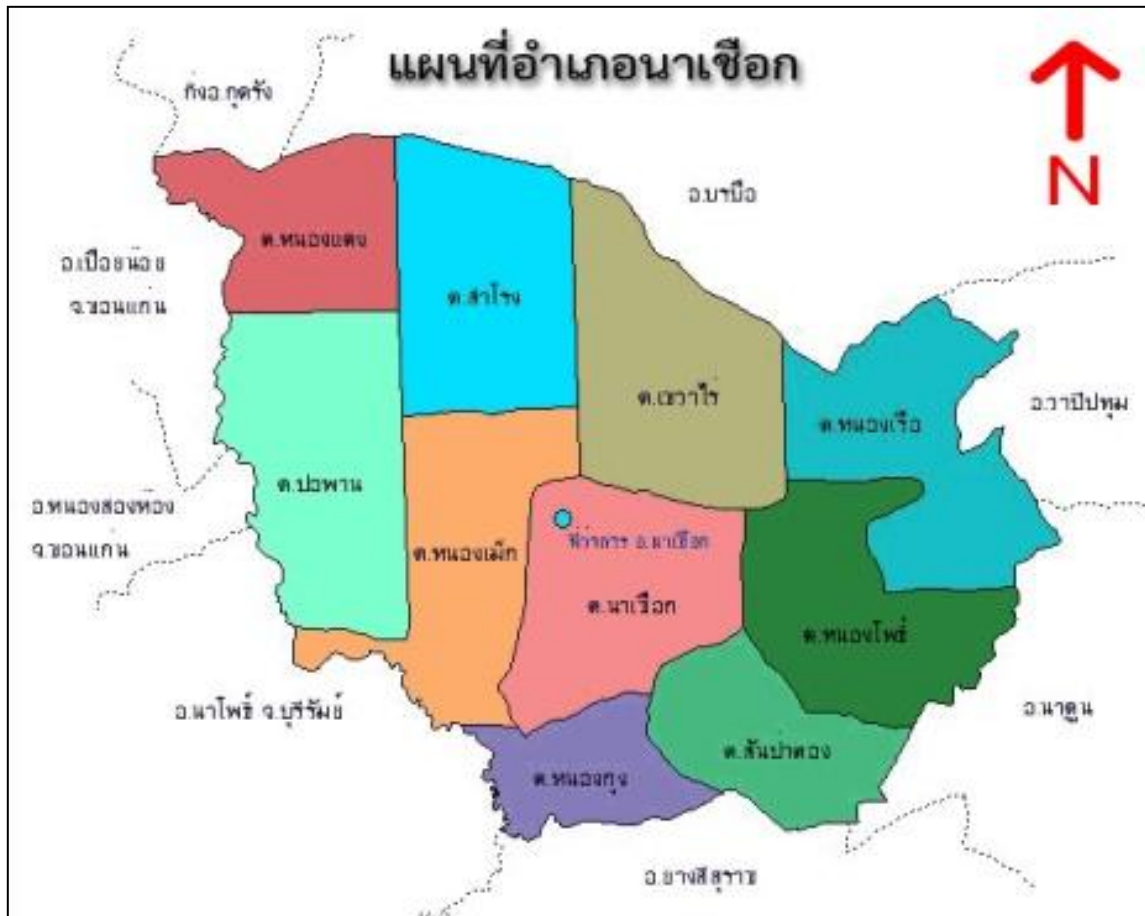 แผนที่อำเภอนาเชือก
กิ่งอ.กุดรัง
N
อ.บรบือ
ต.หนองแดง
อ.เปือยน้อย
จ.ขอนแก่น
ต.สำโรง
ต.เขวาไร่
ต.หนองเรือ
อ.วาปีปทุม
ต.ปอพาน
อ.หนองสองห้อง
จ.ขอนแก่น
ต.หนองเม็ก
ที่ว่าการ อ.นาเชือก
ต.นาเชือก
ต.หนองโพธิ์
อ.นาโพธิ์ จ.บุรีรัมย์
อ.นาดูน
ต.สันป่าตอง
ต.หนองกุง
อ.ยางสีสุราช